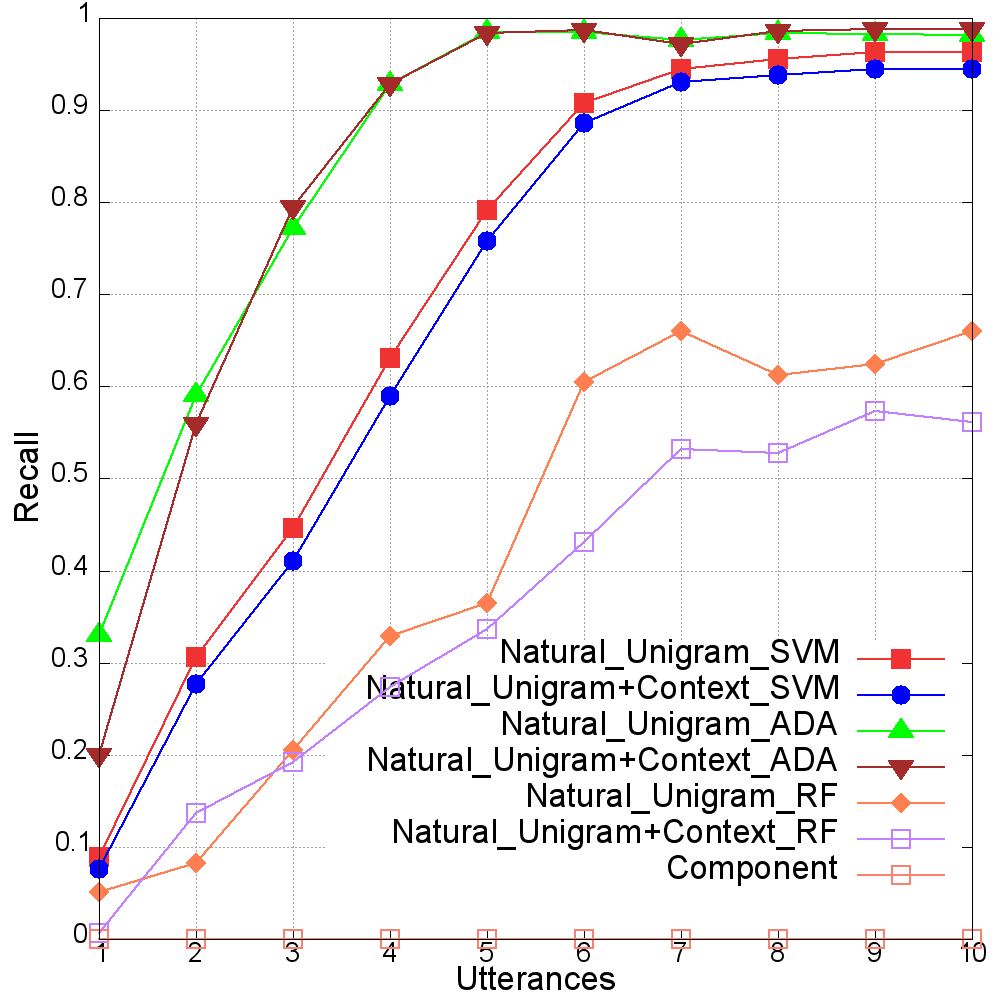 1
0.9
0.8
0.7
0.6
0.5
0.4
0.3
0.2
0.1
0
Recall
Natural_Unigram_SVM
Natural_Unigram+Context_SVM
Natural_Unigram_ADA
Natural_Unigram+Context_ADA
Natural_Unigram_RF
Natural_Unigram+Context_RF
Component
1 2 3 4 5 6 7 8 9 10
Utterances